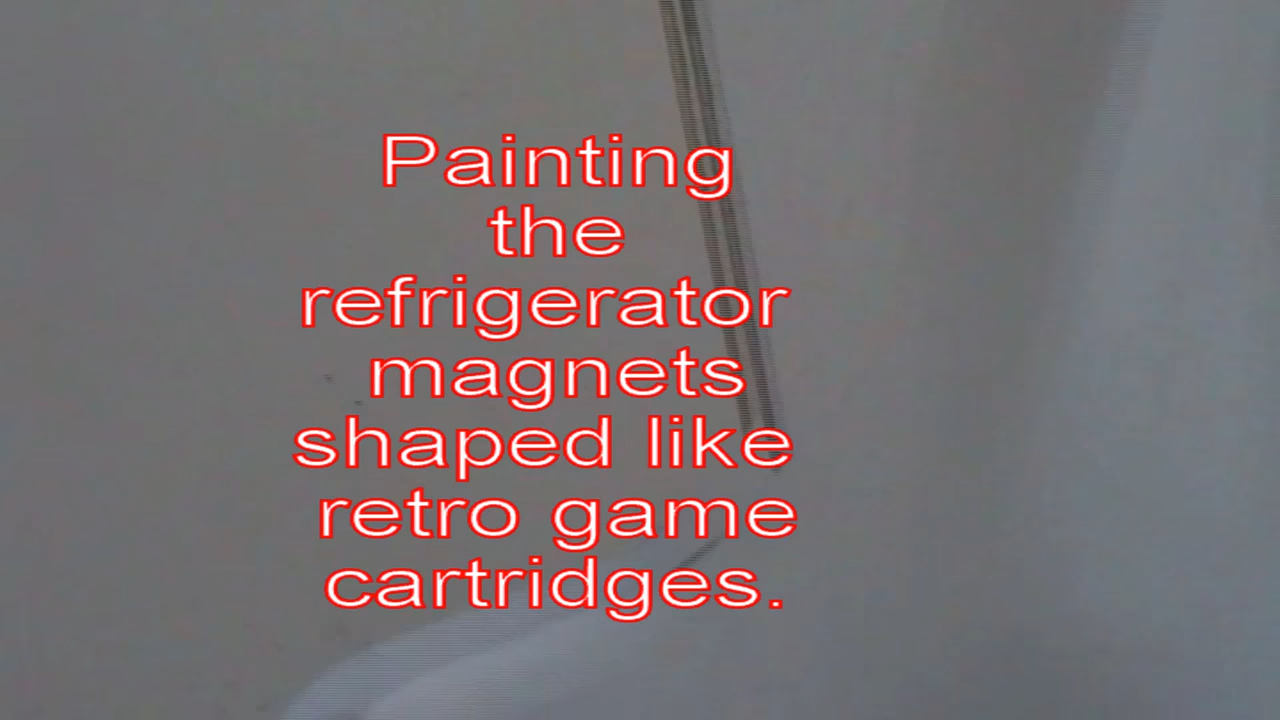 Painting
the
refrigerator
magnets
shaped like
retro game
cartridges.